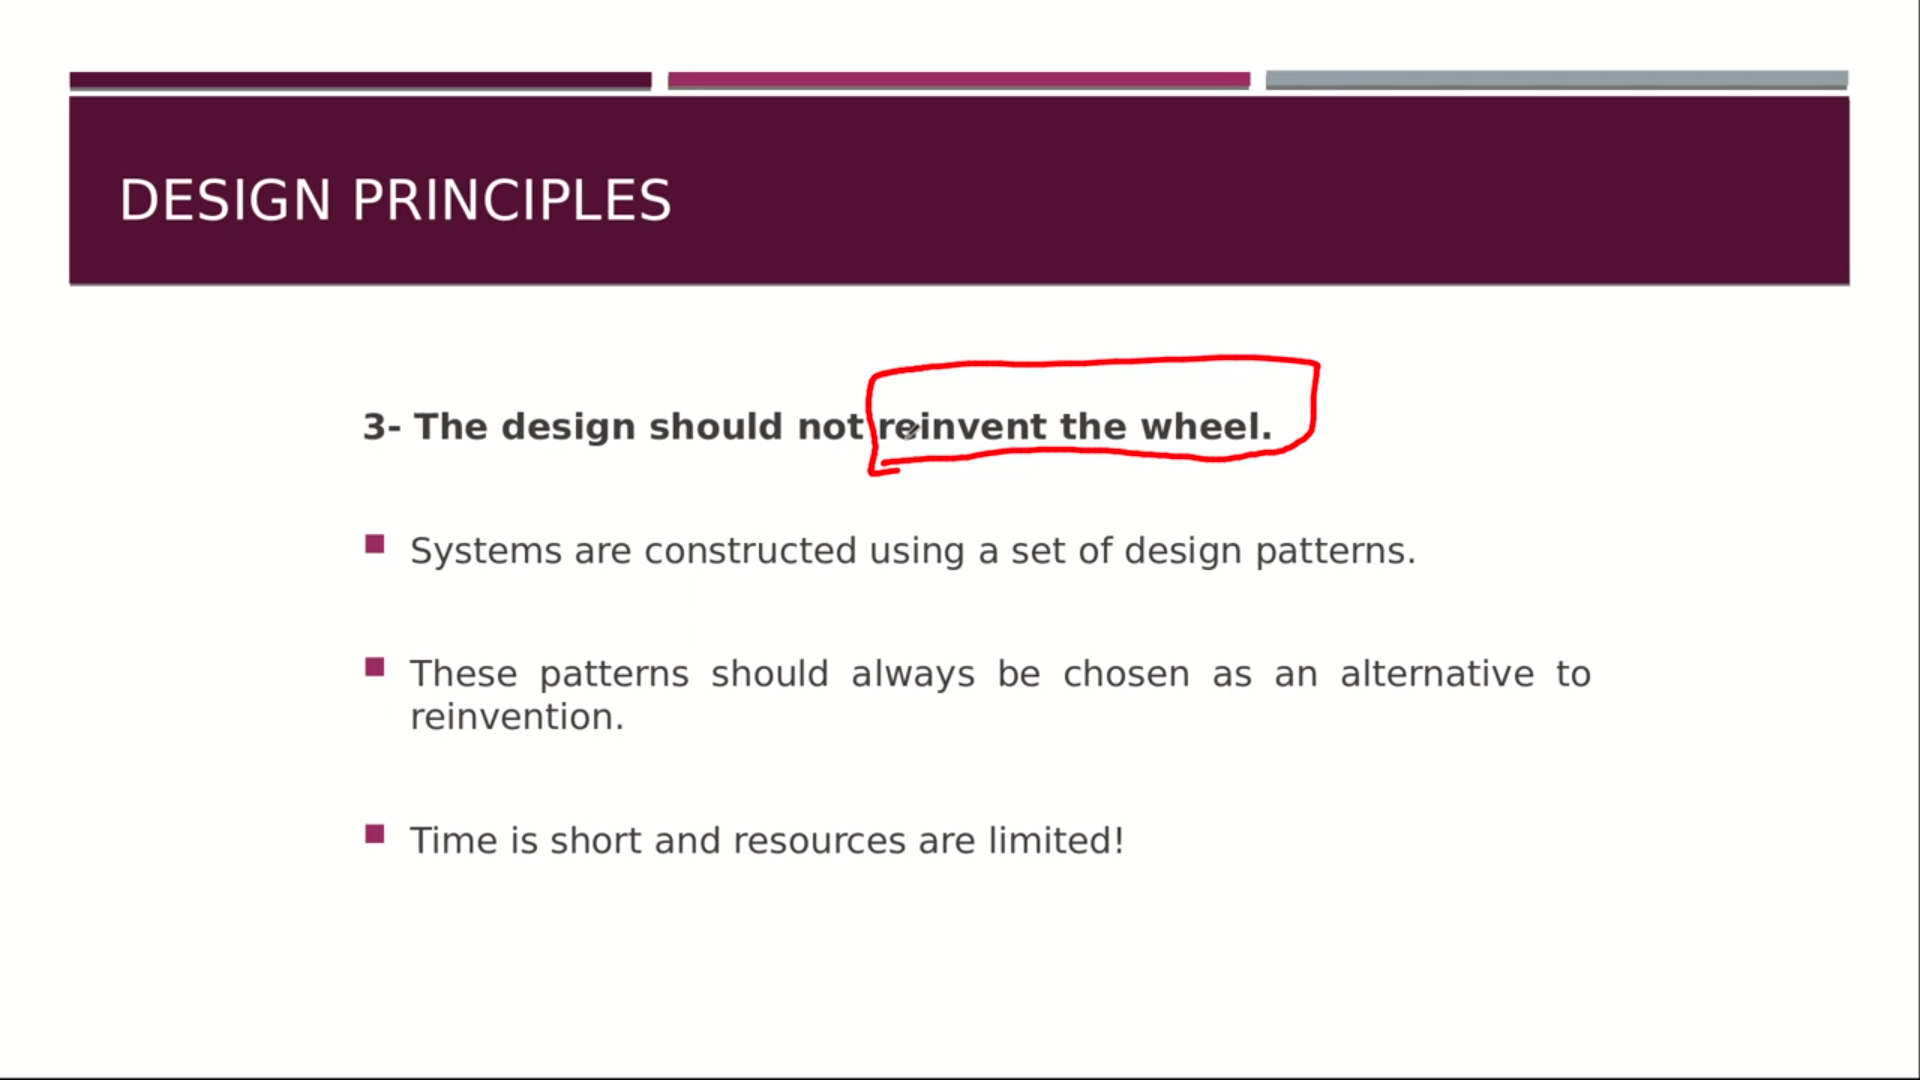 DESIGN PRINCIPLES
3- The design should not reinvent the wheel.
Systems are constructed using a set of design patterns.
These patterns should always be chosen as an alternative to
reinvention.
Time is short and resources are limited!